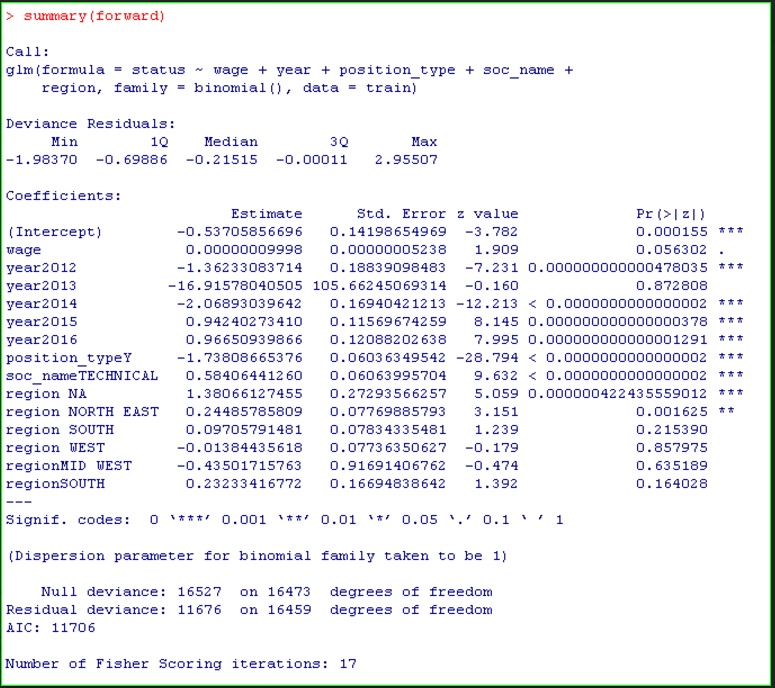 > summary(forward)
Call:
glm(formula = status ~ wage + year + position_type + soc_name +
    region, family = binomial(), data = train)
Deviance Residuals:
     Min       1Q   Median       3Q      Max
-1.98370 -0.69886 -0.21515 -0.00011  2.95507
Coefficients:
                      Estimate    Std. Error z value             Pr(>|z|)
(Intercept)       -0.53705856696 0.14198654969 -3.782 0.000155 ***
wage               0.00000009998 0.00000005238 1.909 0.056302 .
year2012          -1.36233083714 0.18839098483 -7.231 0.000000000000478035 ***
year2013          -16.91578040505 105.66245069314 -0.160 0.872808
year2014          -2.06893039642 0.16940421213 -12.213 < 0.0000000000000002 ***
year2015           0.94240273410 0.11569674259 8.145 0.000000000000000378 ***
year2016           0.96650939866 0.12088202638 7.995 0.000000000000001291 ***
position_typeY    -1.73808665376 0.06036349542 -28.794 < 0.0000000000000002 ***
soc_nameTECHNICAL  0.58406441260 0.06063995704 9.632 < 0.0000000000000002 ***
region NA          1.38066127455 0.27293566257 5.059 0.000000422435559012 ***
region NORTH EAST  0.24485785809 0.07769885793 3.151 0.001625 **
region SOUTH       0.09705791481 0.07834335481 1.239 0.215390
region WEST       -0.01384435618 0.07736350627 -0.179 0.857975
regionMID WEST    -0.43501715763 0.91691406762 -0.474 0.635189
regionSOUTH        0.23233416772 0.16694838642 1.392 0.164028
---
Signif. codes:  0 ‘***’ 0.001 ‘**’ 0.01 ‘*’ 0.05 ‘.’ 0.1 ‘ ’ 1
(Dispersion parameter for binomial family taken to be 1)
    Null deviance: 16527  on 16473  degrees of freedom
Residual deviance: 11676  on 16459  degrees of freedom
AIC: 11706
Number of Fisher Scoring iterations: 17